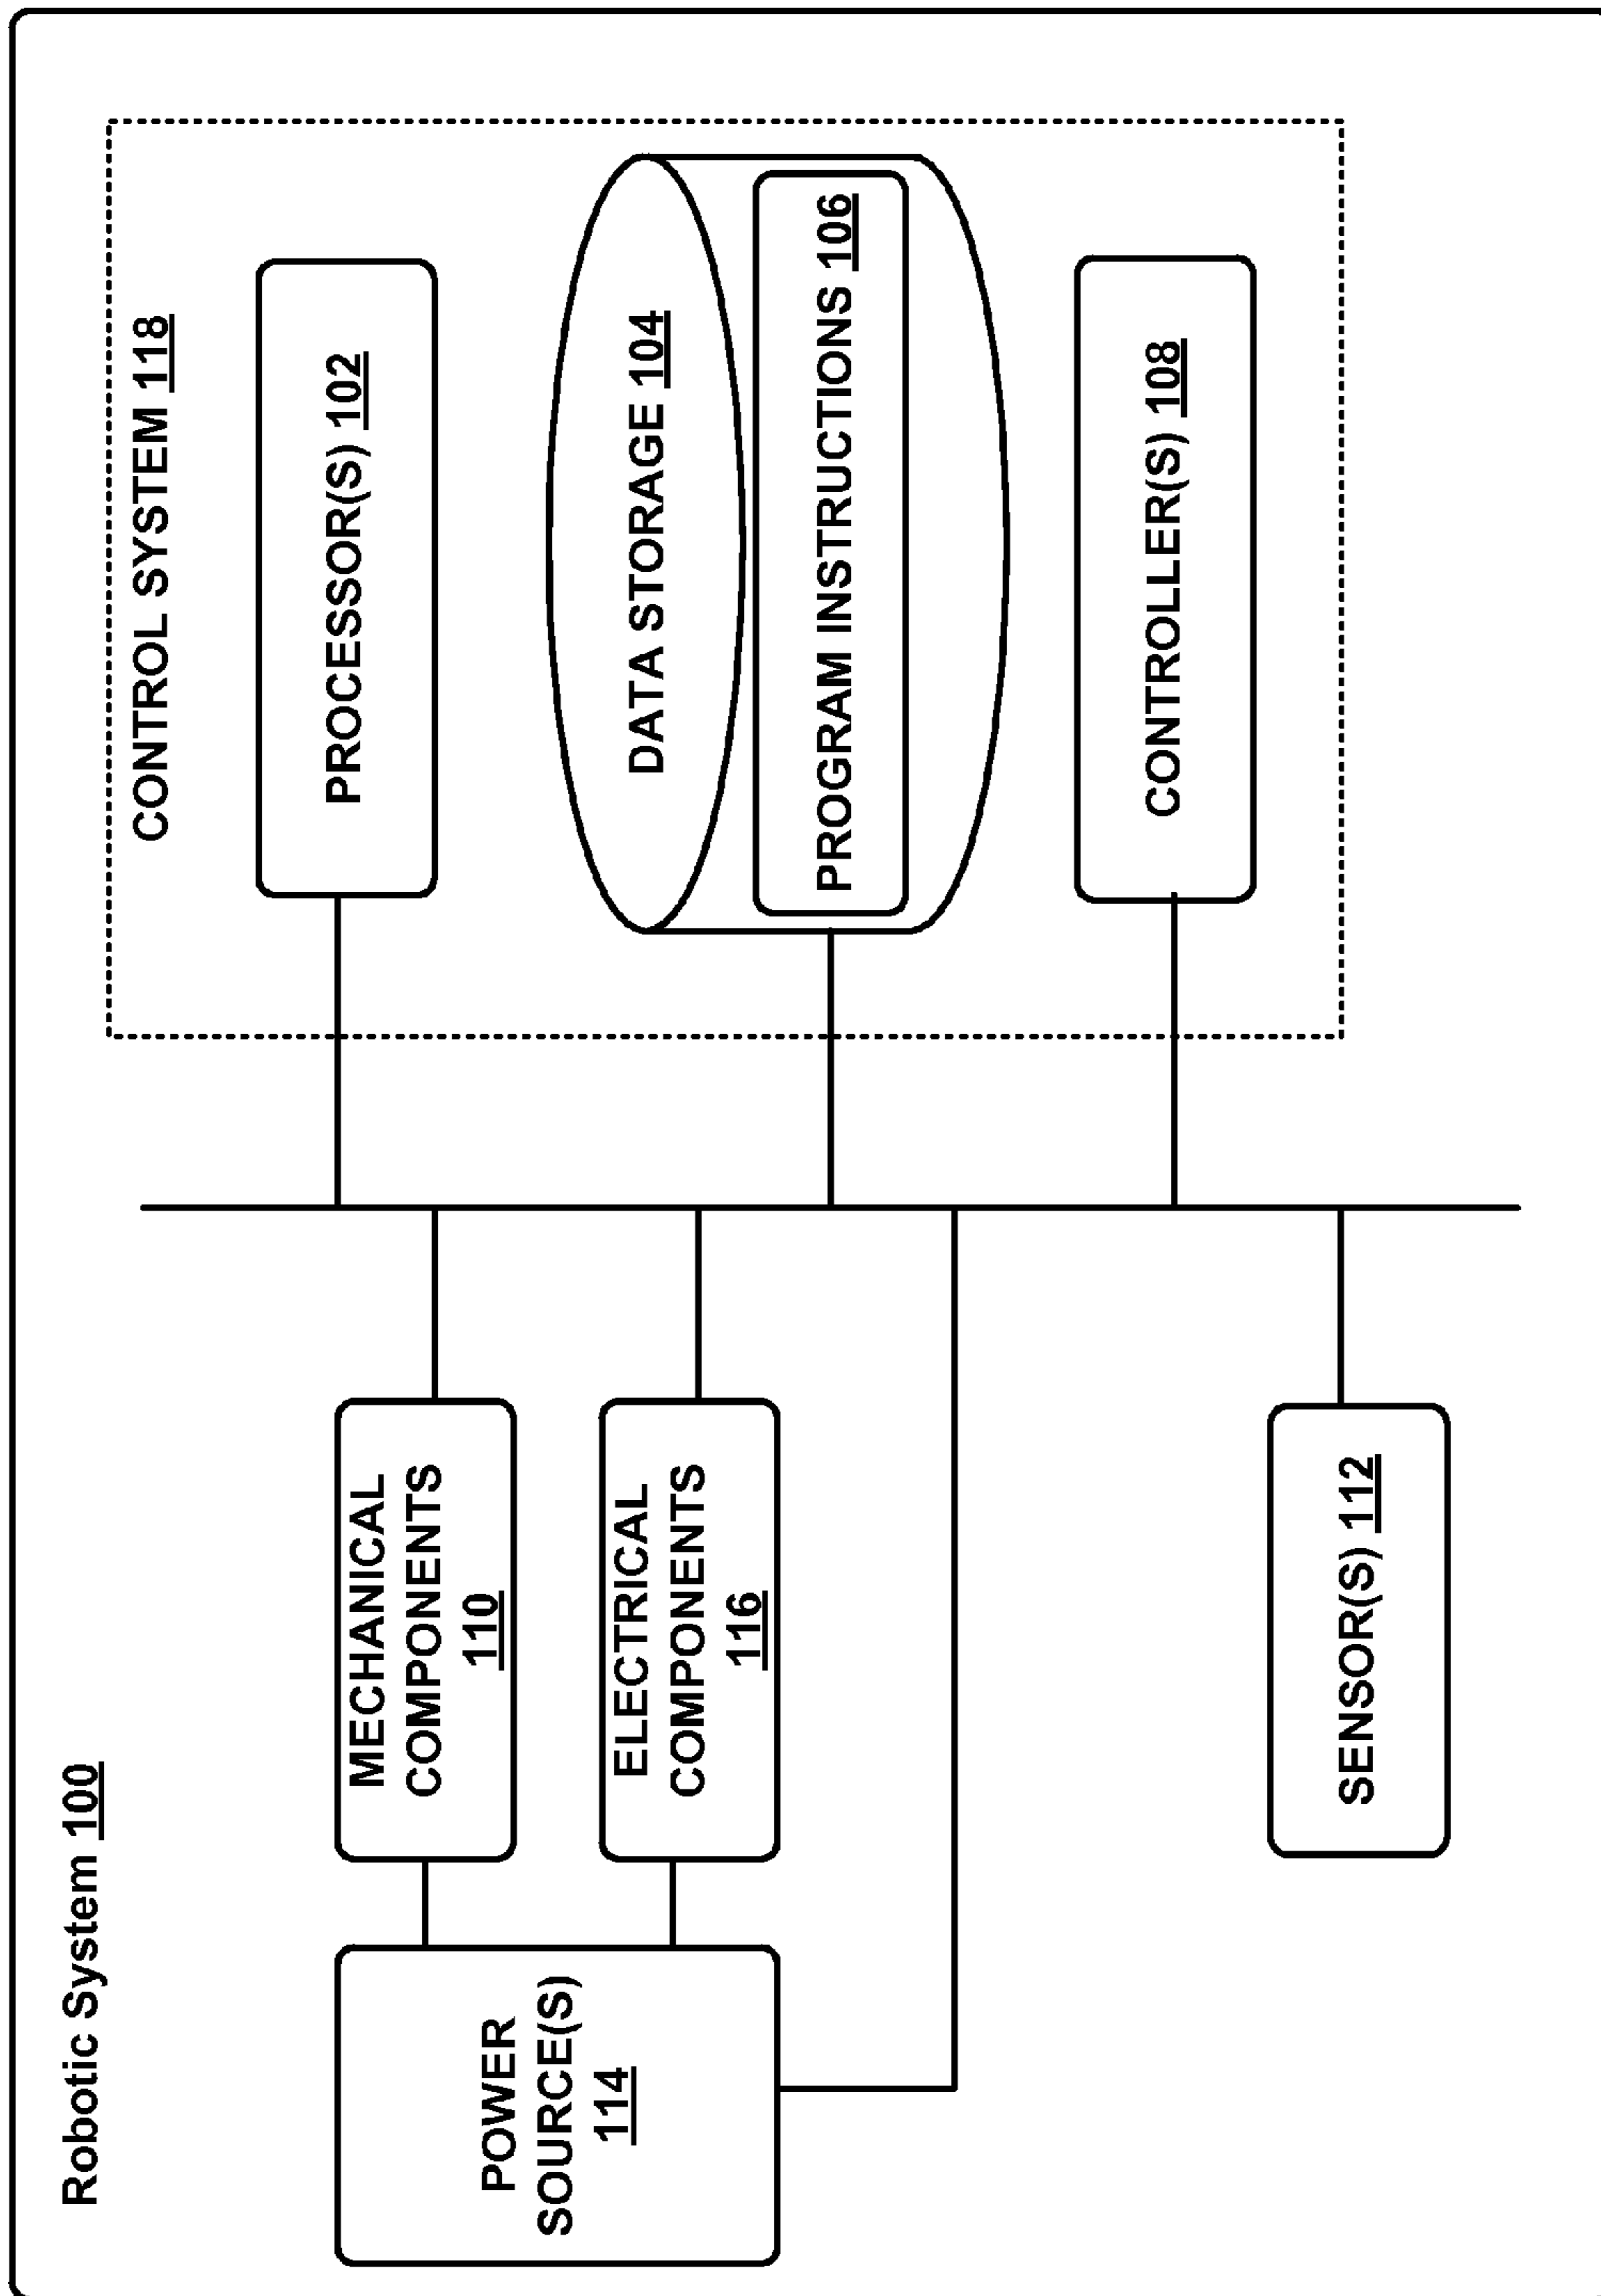 Robotic System 100
CONTROL SYSTEM 118
POWER
SOURCE(S)
114
MECHANICAL
COMPONENTS
110
ELECTRICAL
COMPONENTS
116
SENSOR(S) 112
PROCESSOR(S) 102
DATA STORAGE 104
PROGRAM INSTRUCTIONS 106
CONTROLLER(S) 108